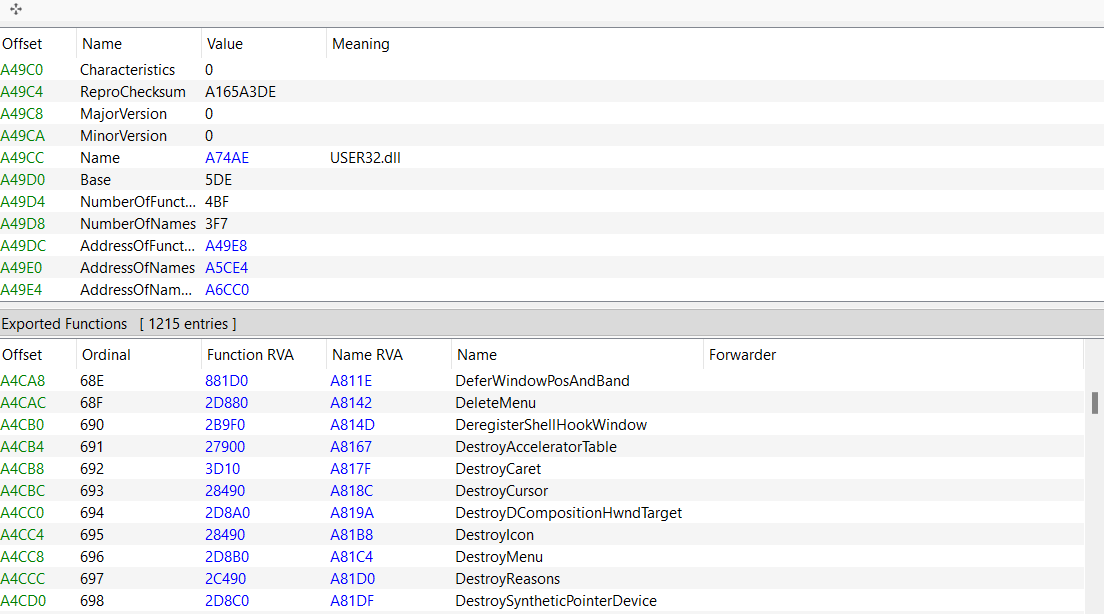 Offset Name Value Meaning
A49C0 Characteristics 0
A49C4 ReproChecksum A165A3DE
A49C8 MajorVersion 0
A49CA MinorVersion 0
A49CC Name A74AE USER32.dll
A49D0 Base 5DE
A49D4 NumberOfFunct... 4BF
A49D8 NumberOfNames 3F7
A49DC AddressOfFunct... A49E8
A49E0 AddressOfNames A5CE4
A49E4 AddressOfNam... A6CC0
Exported Functions [ 1215 entries ]
Offset Ordinal Function RVA Name RVA Name Forwarder
A4CA8 68E 881D0 A811E DeferWindowPosAndBand
A4CAC 68F 2D880 A8142 DeleteMenu
A4CB0 690 2B9F0 A814D DeregisterShellHookWindow
A4CB4 691 27900 A8167 DestroyAcceleratorTable
A4CB8 692 3D10 A817F DestroyCaret
A4CBC 693 28490 A818C DestroyCursor
A4CC0 694 2D8A0 A819A DestroyDCompositionHwndTarget
A4CC4 695 28490 A81B8 DestroyIcon
A4CC8 696 2D8B0 A81C4 DestroyMenu
A4CCC 697 2C490 A81D0 DestroyReasons
A4CD0 698 2D8C0 A81DF DestroySyntheticPointerDevice